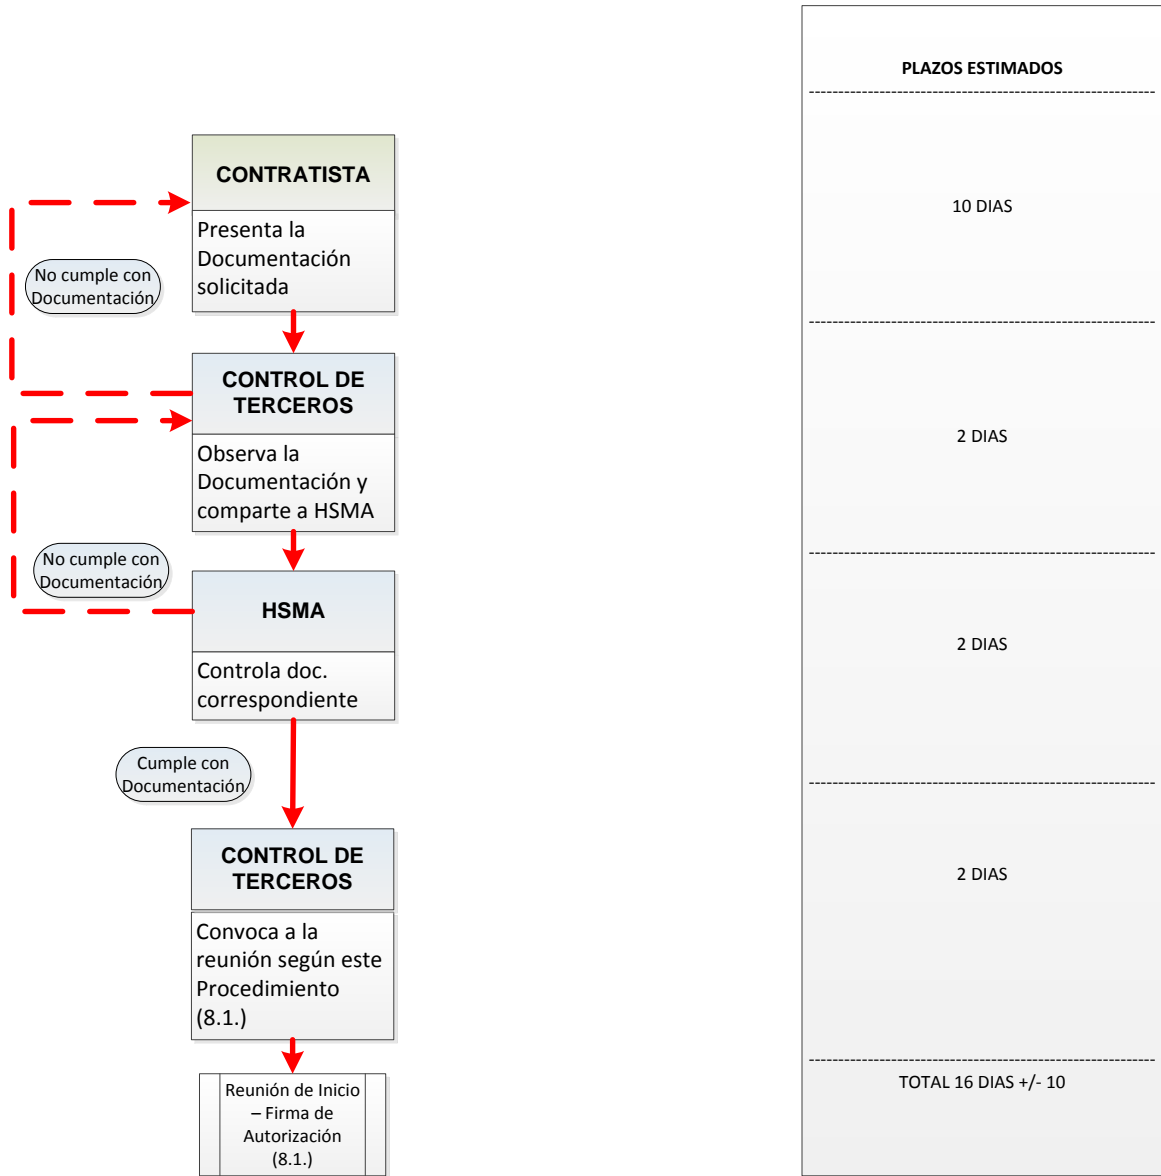 PLAZOS ESTIMADOS
CONTRATISTA
Presenta la
Documentación
solicitada
10 DIAS
No cumple con
Documentación
CONTROL DE
TERCEROS
Observa la
Documentación y
comparte a HSMA
2 DIAS
No cumple con
Documentación
HSMA
Controla doc.
correspondiente
2 DIAS
Cumple con
Documentación
CONTROL DE
TERCEROS
Convoca a la
reunión según este
Procedimiento
(8.1.)
2 DIAS
Reunión de Inicio
– Firma de
Autorización
(8.1.)
TOTAL 16 DIAS +/- 10